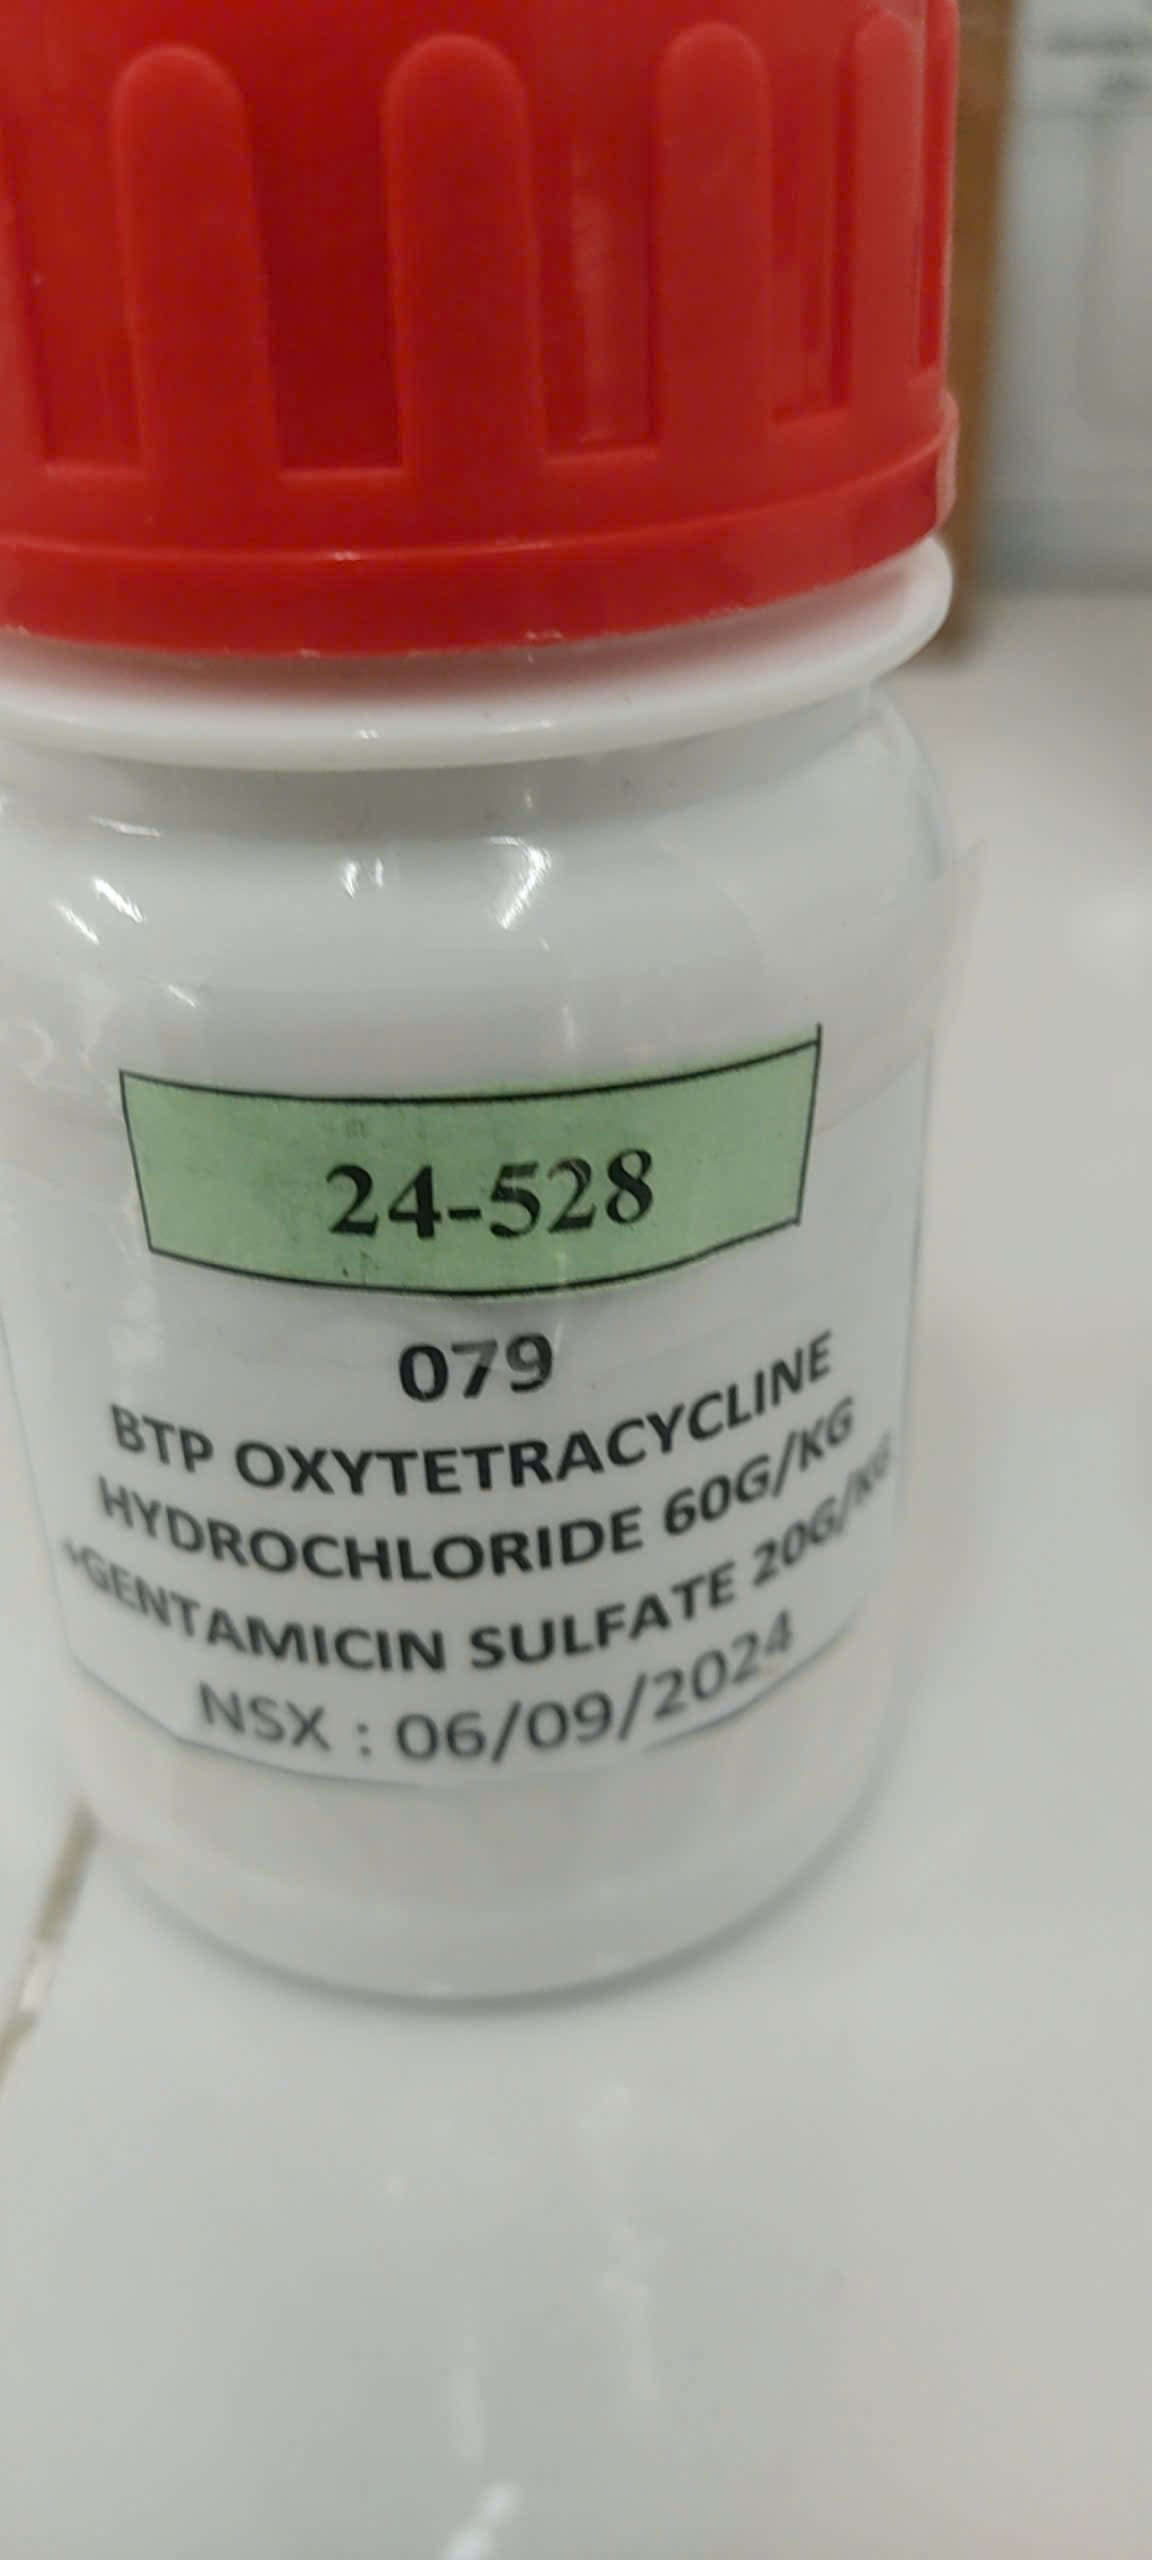 24-528
079
BTP OXYTETRACYCLINE
HYDROCHLORIDE 60G/KG
+GENTAMICIN SULFATE 20G/KG
NSX : 06/09/2024